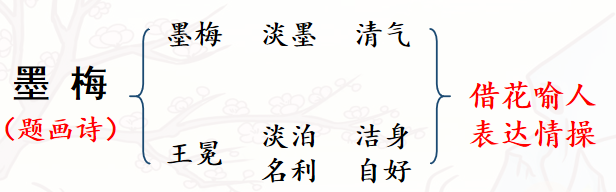 墨梅
（题画诗）
墨梅 淡墨 清气
王冕 淡泊名利 洁身自好
借花喻人
表达情操